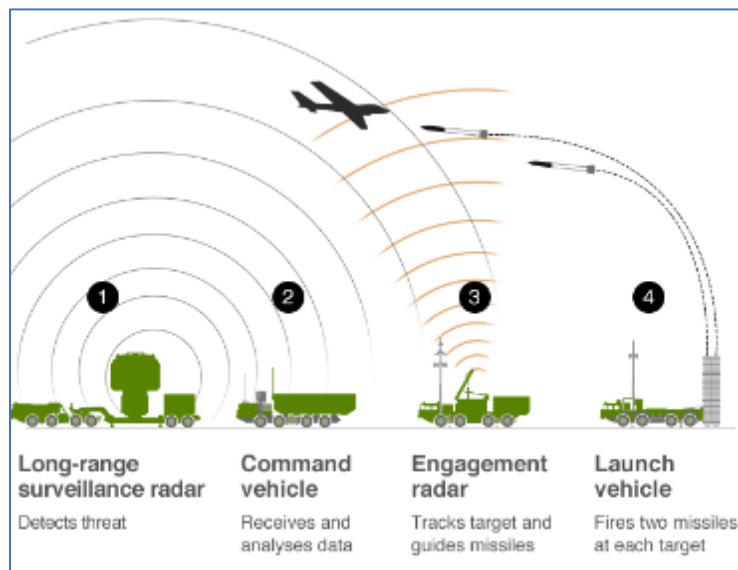 1
2
3
4
Long-range
surveillance radar
Detects threat
Command
vehicle
Receives and
analyses data
Engagement
radar
Tracks target and
guides missiles
Launch
vehicle
Fires two missiles
at each target